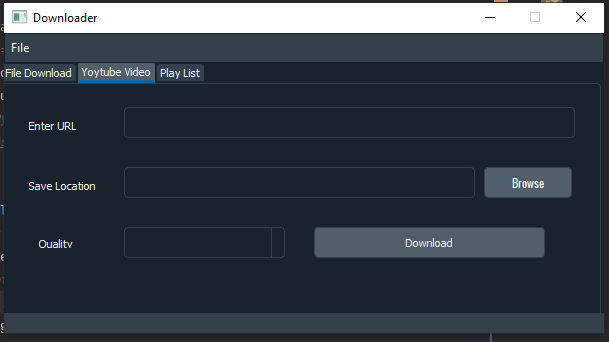 Downloader
File
File Download Yoytube Video Play List
Enter URL
Save Location Browse
Quality Download